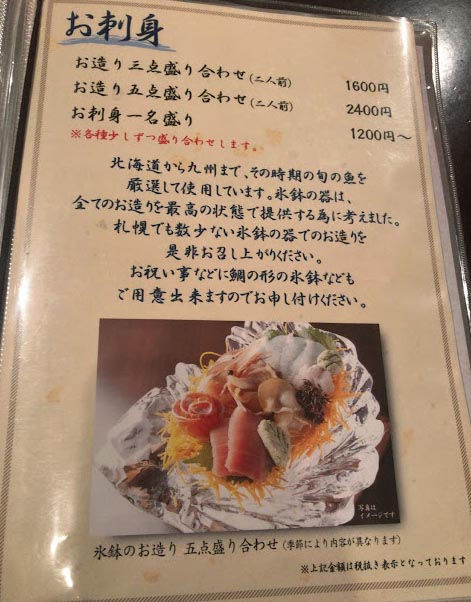 お刺身
お造り三点盛り合わせ(二人前) 1600円
お造り五点盛り合わせ(二人前) 2400円
お刺身一名盛り 1200円～
※各種少しずつ盛り合わせします。
北海道から九州まで、その時期の旬の魚を
厳選して使用しています。氷鉢の器は、
全てのお造りを最高の状態で提供する為に考えました。
札幌でも数少ない氷鉢の器でのお造りを
是非お召し上がりください。
お祝い事などに鯛の形の氷鉢なども
ご用意出来ますのでお申し付けください。
写真は
イメージです
氷鉢のお造り 五点盛り合わせ (季節により内容が異なります)
※上記金額は税抜き表示となっております